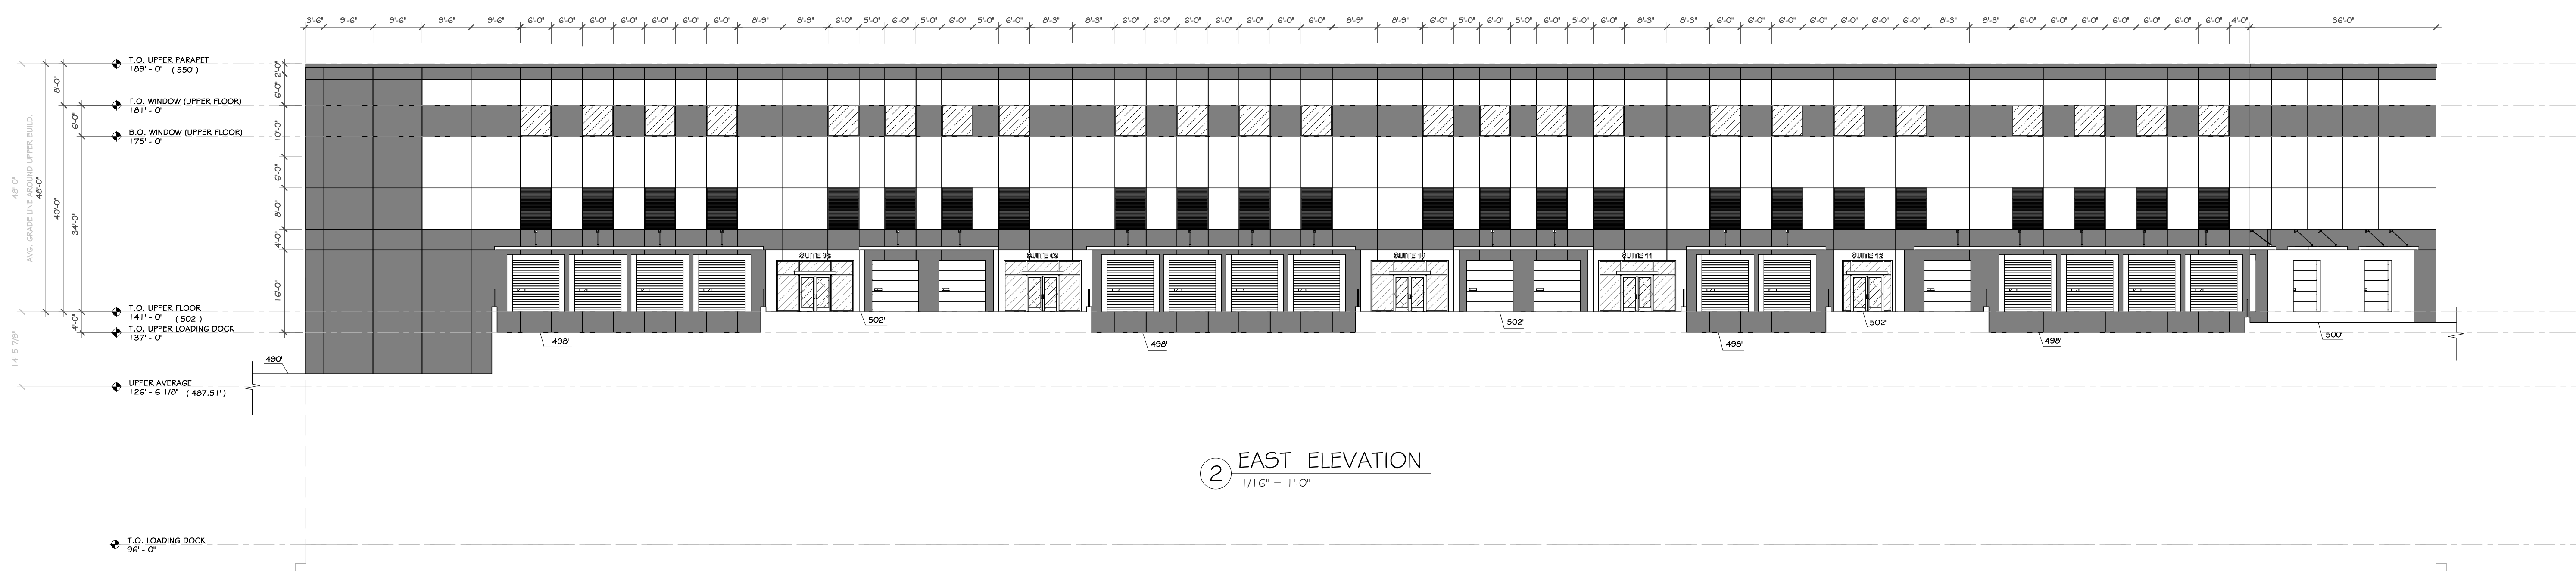 3'-6" 9'-6" 9'-6" 9'-6" 9'-6" 6'-0" 6'-0" 6'-0" 6'-0" 6'-0" 6'-0" 6'-0" 8'-9" 8'-9" 6'-0" 5'-0" 6'-0" 5'-0" 6'-0" 5'-0" 6'-0" 8'-3" 8'-3" 6'-0" 6'-0" 6'-0" 6'-0" 6'-0" 6'-0" 6'-0" 8'-9" 8'-9" 6'-0" 5'-0" 6'-0" 5'-0" 6'-0" 5'-0" 6'-0" 8'-3" 8'-3" 6'-0" 6'-0" 6'-0" 6'-0" 6'-0" 6'-0" 6'-0" 8'-3" 8'-3" 6'-0" 6'-0" 6'-0" 6'-0" 6'-0" 6'-0" 6'-0" 4'-0" 36'-0"
T.O. UPPER PARAPET
189' - 0" ( 550' )
T.O. WINDOW (UPPER FLOOR)
181' - 0"
B.O. WINDOW (UPPER FLOOR)
175' - 0"
T.O. UPPER FLOOR
141' - 0" ( 502' )
T.O. UPPER LOADING DOCK
137' - 0"
UPPER AVERAGE
126' - 6 1/8" ( 487.51' )
T.O. LOADING DOCK
96' - 0"
48'-0"
14'-5 7/8"
AVG. GRADE LINE AROUND UPPER BUILD.
48'-0"
8'-0"
40'-0"
6'-0"
34'-0"
4'-0"
2'-0"
10'-0"
16'-0"
SUITE 09
SUITE 10
SUITE 11
SUITE 12
490'
498'
502'
498'
502'
498'
502'
498'
500'
2
EAST ELEVATION
1/16" = 1'-0"